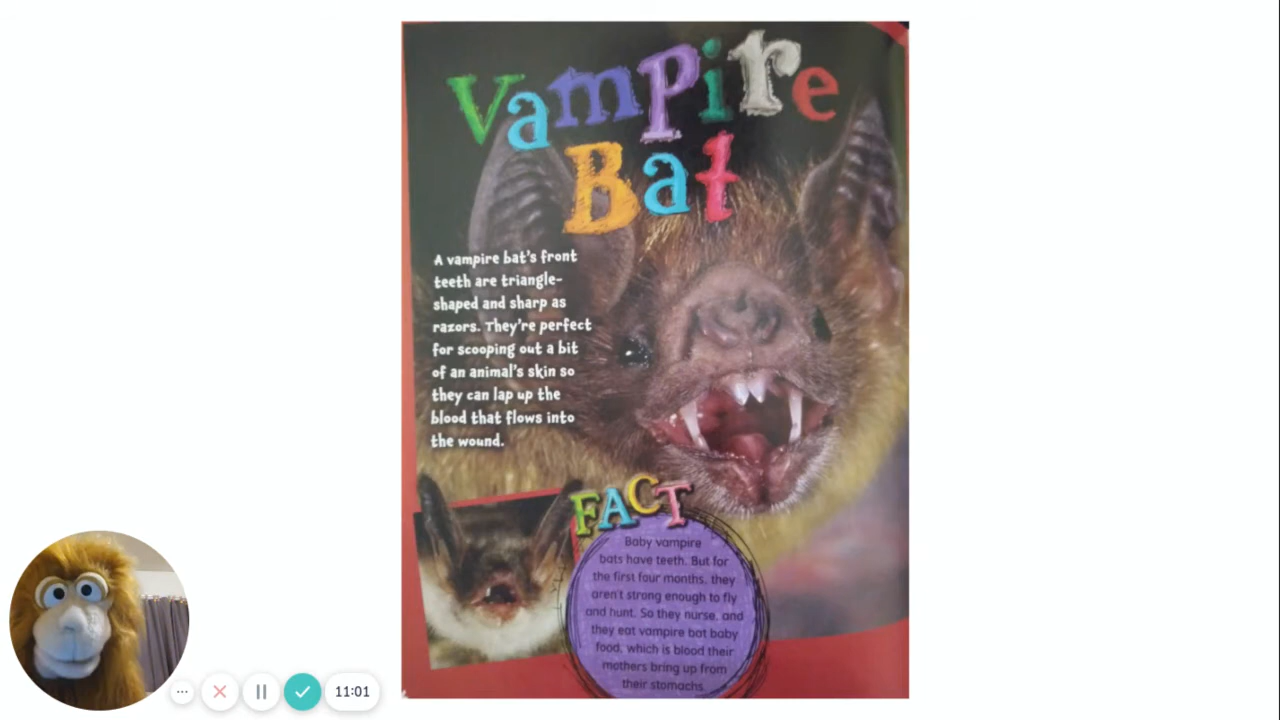 Vampire
Bat
A vampire bat's front
teeth are triangle-
shaped and sharp as
razors. They're perfect
for scooping out a bit
of an animal's skin so
they can lap up the
blood that flows into
the wound.
FACT
Baby vampire
bats have teeth. But for
the first four months, they
aren't strong enough to fly
and hunt. So they nurse, and
they eat vampire bat baby
food, which is blood their
mothers bring up from
their stomachs.
11:01